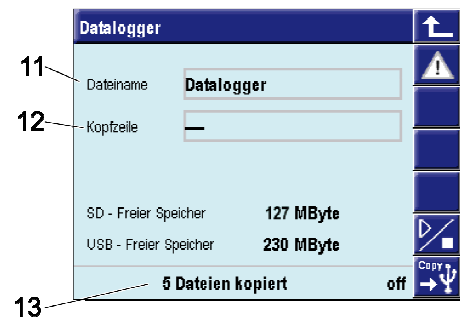 Datalogger
11
Dateiname
Datalogger
12
Kopfzeile
SD - Freier Speicher 127 MByte
USB - Freier Speicher 230 MByte
5 Dateien kopiert off
Copy
13